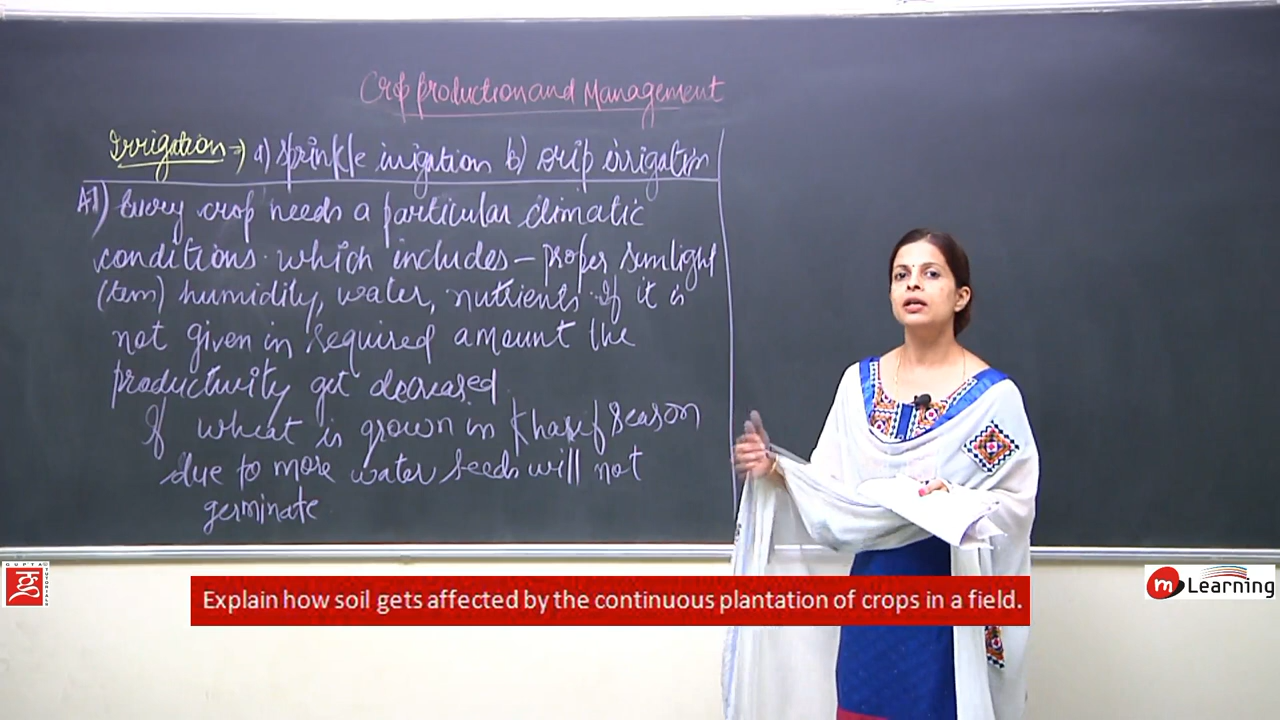 Crop production and Management
Irrigation → a) sprinkle irrigation b) drip irrigation
A1) Every crop needs a particular climatic
conditions which includes – proper sunlight
(tem) humidity, water, nutrients. If it is
not given in required amount the
productivity get decreased.
If wheat is grown in kharif season
due to more water seeds will not
germinate
GUPTA
TUTORIALS
Explain how soil gets affected by the continuous plantation of crops in a field.
m Learning